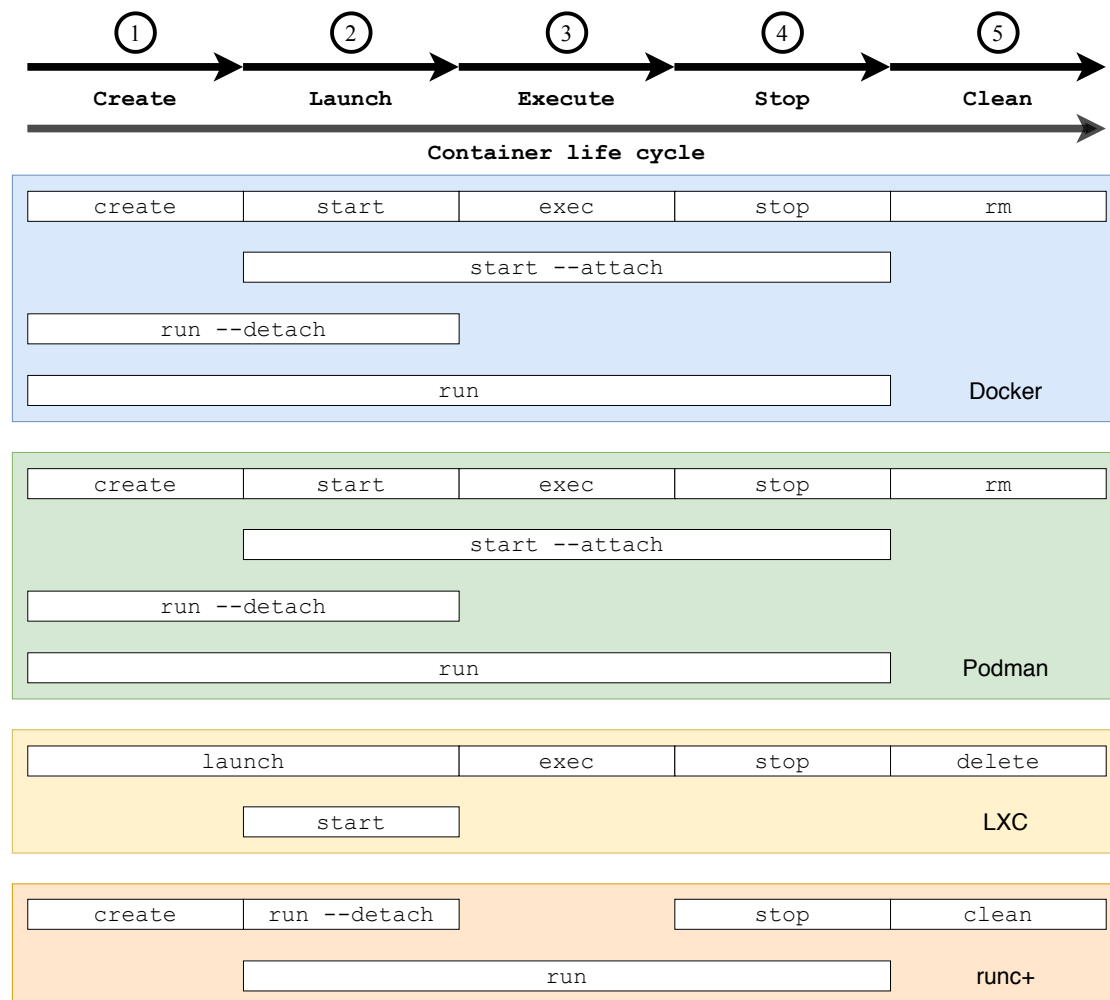 1 2 3 4 5
Create Launch Execute Stop Clean
Container life cycle
create start exec stop rm
start --attach
run --detach
run Docker
create start exec stop rm
start --attach
run --detach
run Podman
launch exec stop delete
start LXC
create run --detach stop clean
run runc+